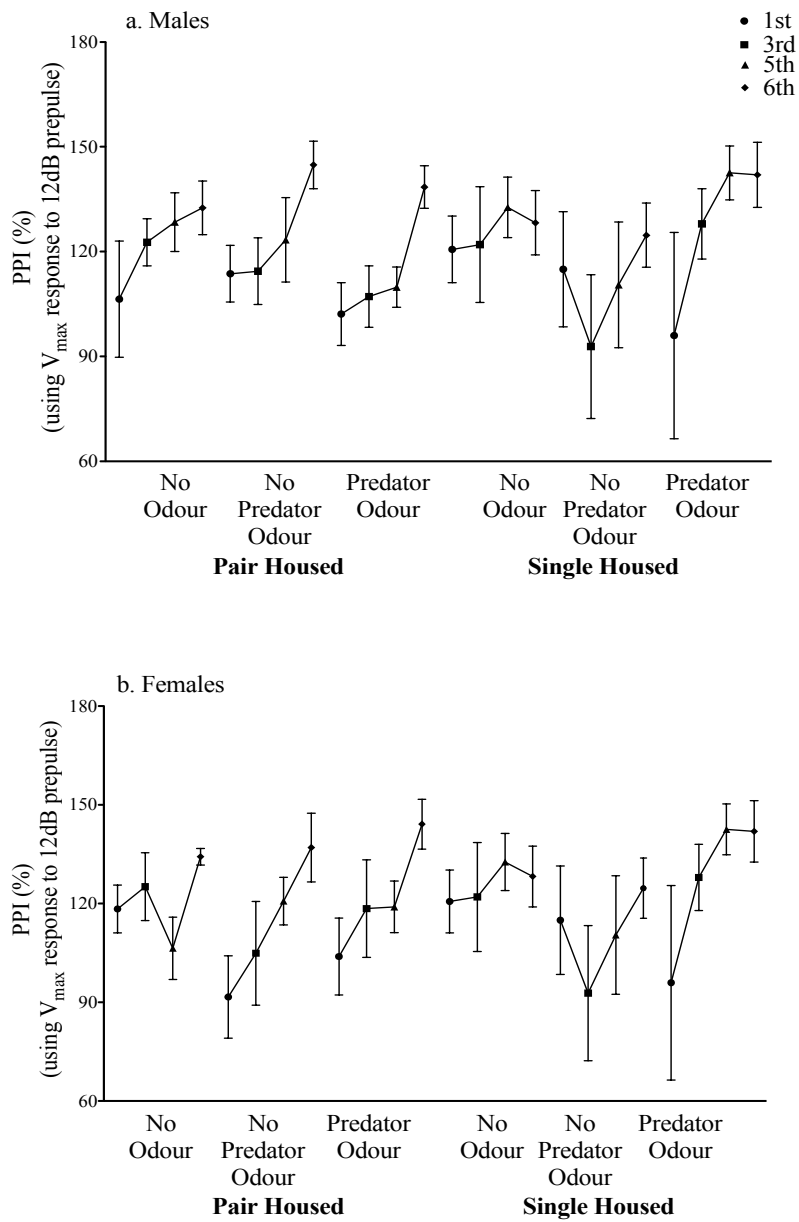 a. Males
1st
3rd
5th
6th
180
150
120
90
60
PPI (%)
(using Vmax response to 12dB prepulse)
No
Odour
No
Predator
Odour
Predator
Odour
No
Odour
No
Predator
Odour
Predator
Odour
Pair Housed
Single Housed
b. Females
180
150
120
90
60
PPI (%)
(using Vmax response to 12dB prepulse)
No
Odour
No
Predator
Odour
Predator
Odour
No
Odour
No
Predator
Odour
Predator
Odour
Pair Housed
Single Housed